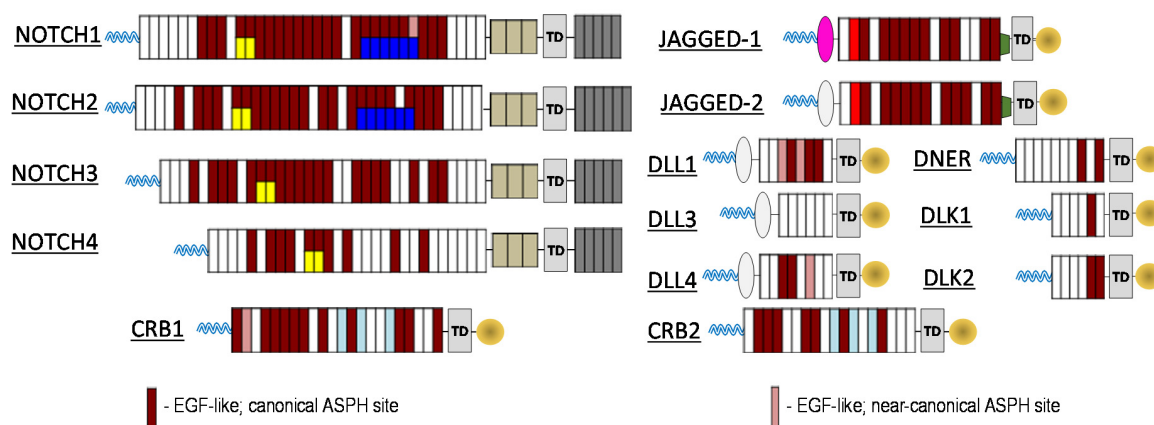 NOTCH1 TD JAGGED-1 TD
NOTCH2 TD JAGGED-2 TD
NOTCH3 TD DLL1 TD DNER TD
DLL3 TD DLK1 TD
NOTCH4 TD DLL4 TD DLK2 TD
CRB1 TD CRB2 TD
- EGF-like; canonical ASPH site - EGF-like; near-canonical ASPH site